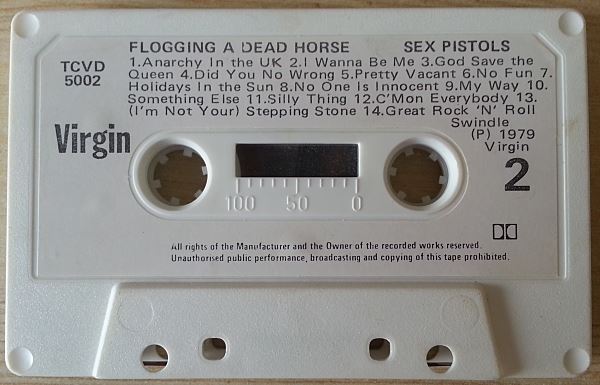 FLOGGING A DEAD HORSE SEX PISTOLS
TCVD
5002
1.Anarchy In the UK 2.I Wanna Be Me 3.God Save the
Queen 4.Did You No Wrong 5.Pretty Vacant 6.No Fun 7.
Holidays In the Sun 8.No One Is Innocent 9.My Way 10.
Something Else 11.Silly Thing 12.C'Mon Everybody 13.
(I'm Not Your) Stepping Stone 14.Great Rock 'N' Roll
Swindle
(P) 1979
Virgin
Virgin
2
100 50 0
All rights of the Manufacturer and the Owner of the recorded works reserved.
Unauthorised public performance, broadcasting and copying of this tape prohibited.